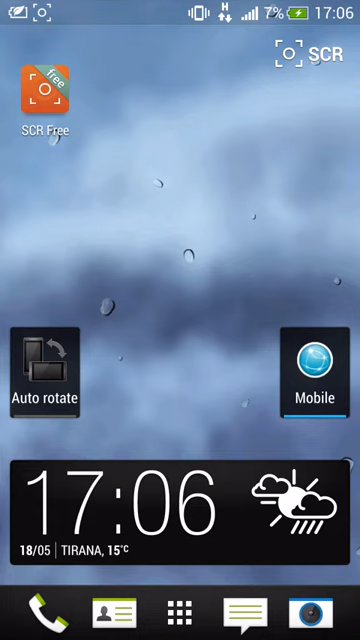 H 7% 17:06
SCR
free
SCR Free
Auto rotate
Mobile
17:06
18/05 | TIRANA, 15°C